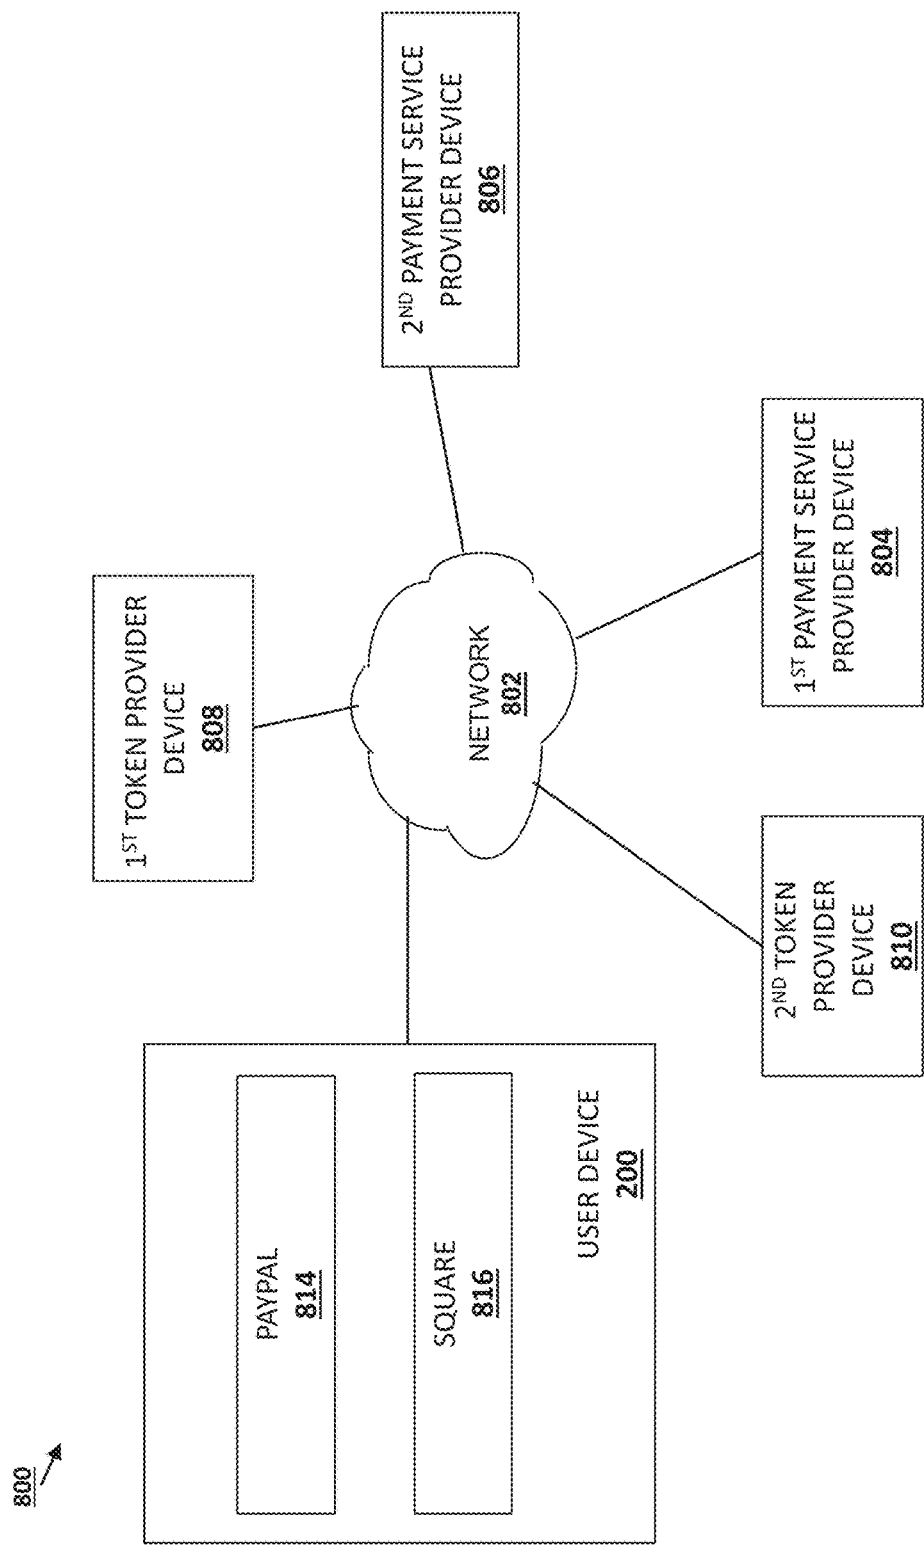 800
PAYPAL
814
SQUARE
816
USER DEVICE
200
1ST TOKEN PROVIDER
DEVICE
808
NETWORK
802
2ND TOKEN
PROVIDER
DEVICE
810
2ND PAYMENT SERVICE
PROVIDER DEVICE
806
1ST PAYMENT SERVICE
PROVIDER DEVICE
804